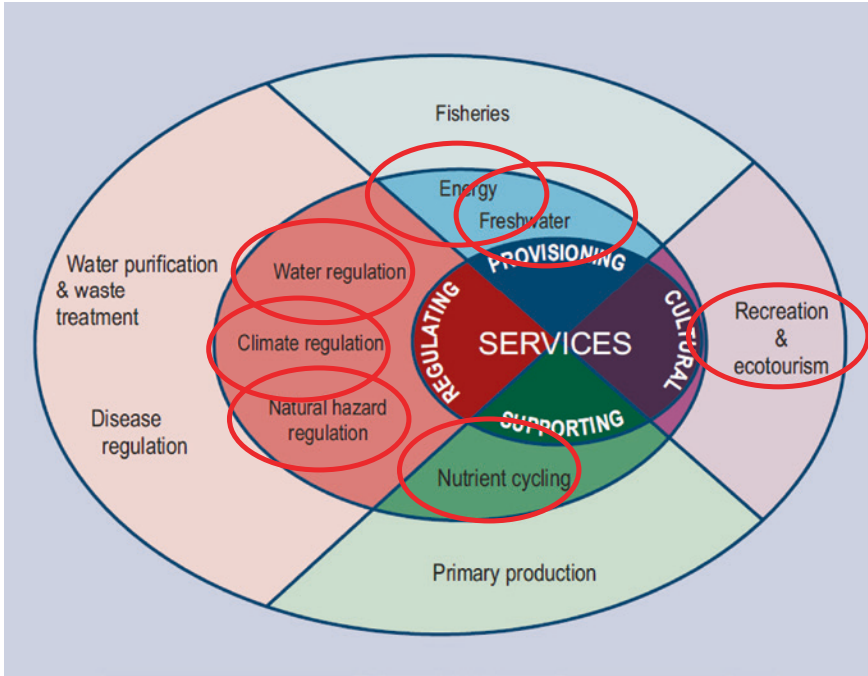 Fisheries
Energy
Freshwater
PROVISIONING
Water purification
& waste
treatment
Water regulation
Climate regulation
Natural hazard
regulation
Disease
regulation
REGULATING
SERVICES
CULTURAL
Recreation
&
ecotourism
SUPPORTING
Nutrient cycling
Primary production